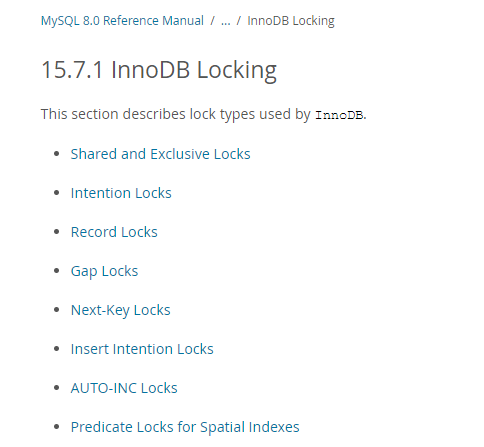 MySQL 8.0 Reference Manual / ... / InnoDB Locking
15.7.1 InnoDB Locking
This section describes lock types used by InnoDB.
• Shared and Exclusive Locks
• Intention Locks
• Record Locks
• Gap Locks
• Next-Key Locks
• Insert Intention Locks
• AUTO-INC Locks
• Predicate Locks for Spatial Indexes